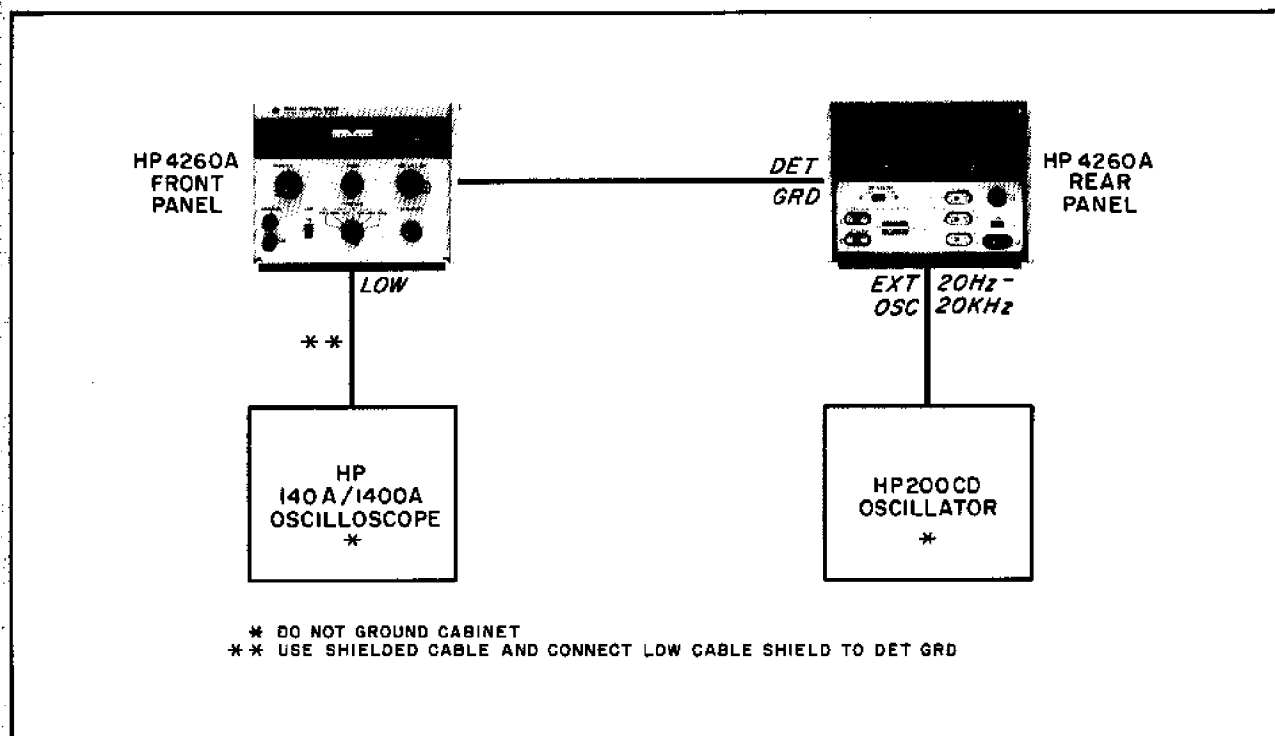 HP 4260A
FRONT
PANEL
DET
GRD
HP 4260A
REAR
PANEL
LOW
EXT
OSC
20Hz-
20KHz
**
HP
140A/1400A
OSCILLOSCOPE
*
HP200CD
OSCILLATOR
*
* DO NOT GROUND CABINET
** USE SHIELDED CABLE AND CONNECT LOW CABLE SHIELD TO DET GRD